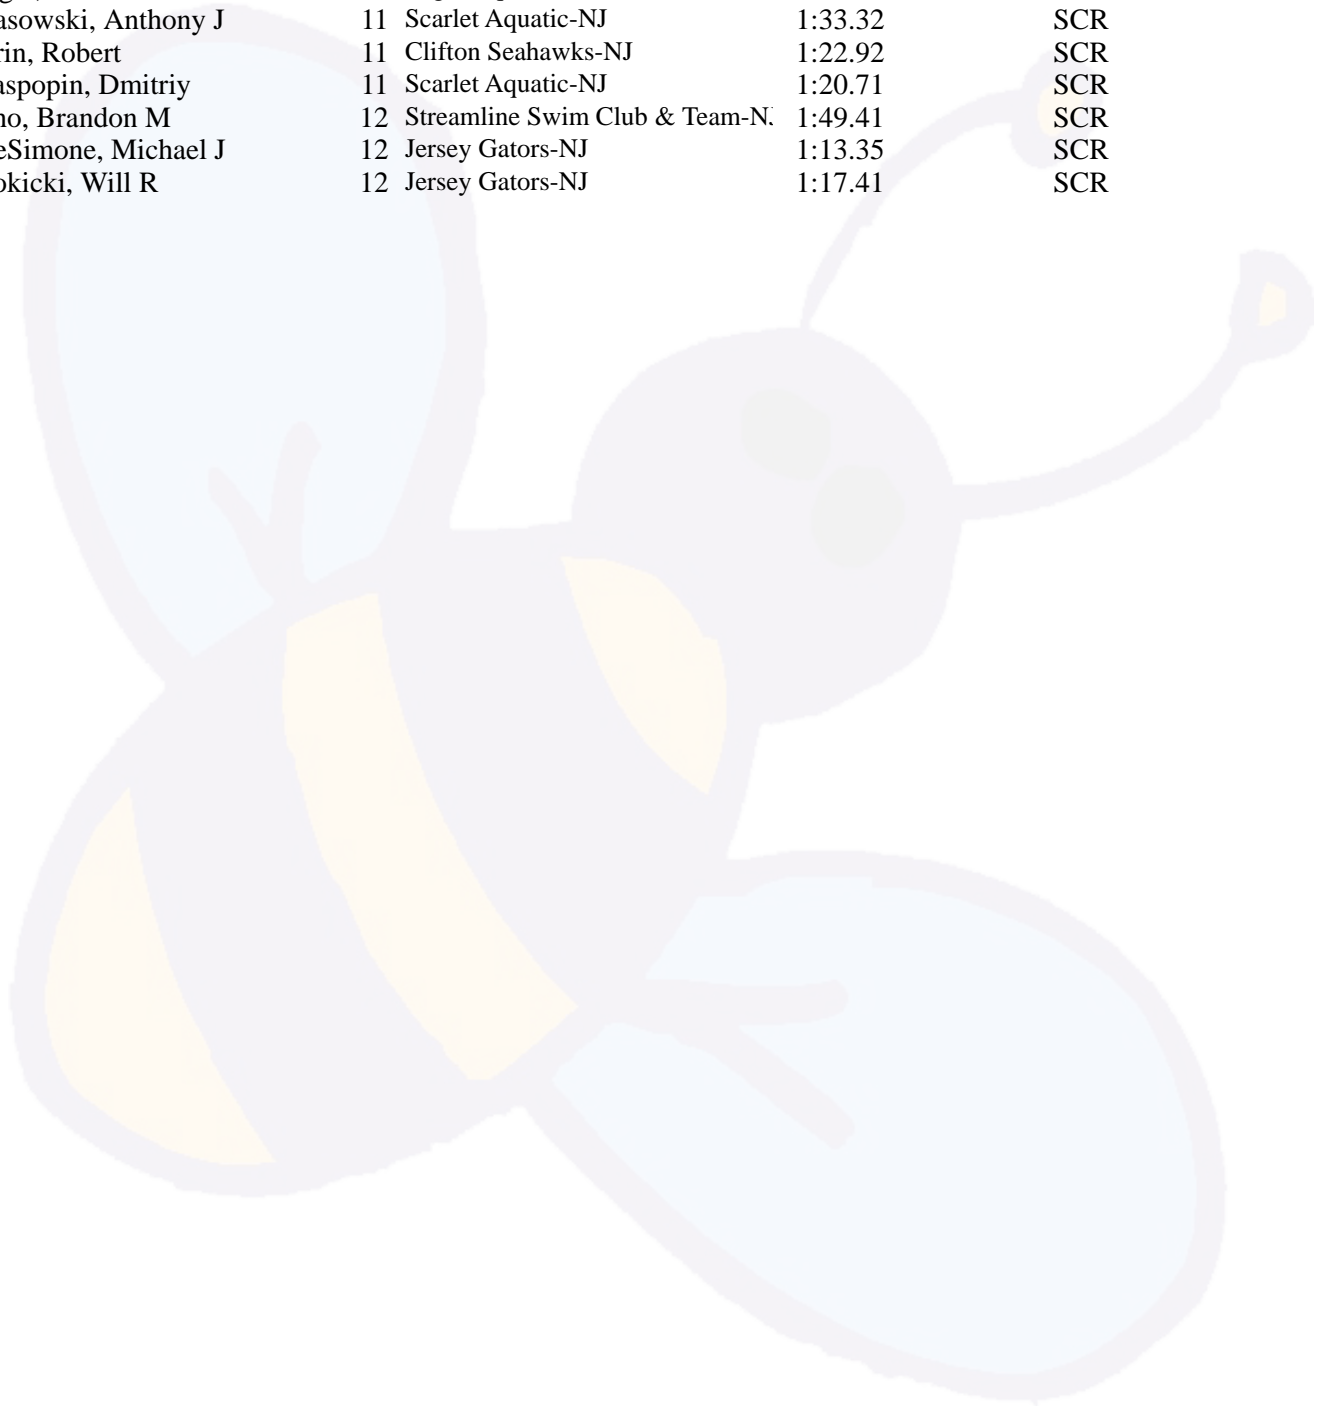 asowski, Anthony J 11 Scarlet Aquatic-NJ 1:33.32 SCR
rin, Robert 11 Clifton Seahawks-NJ 1:22.92 SCR
aspopin, Dmitriy 11 Scarlet Aquatic-NJ 1:20.71 SCR
no, Brandon M 12 Streamline Swim Club & Team-N 1:49.41 SCR
eSimone, Michael J 12 Jersey Gators-NJ 1:13.35 SCR
okicki, Will R 12 Jersey Gators-NJ 1:17.41 SCR